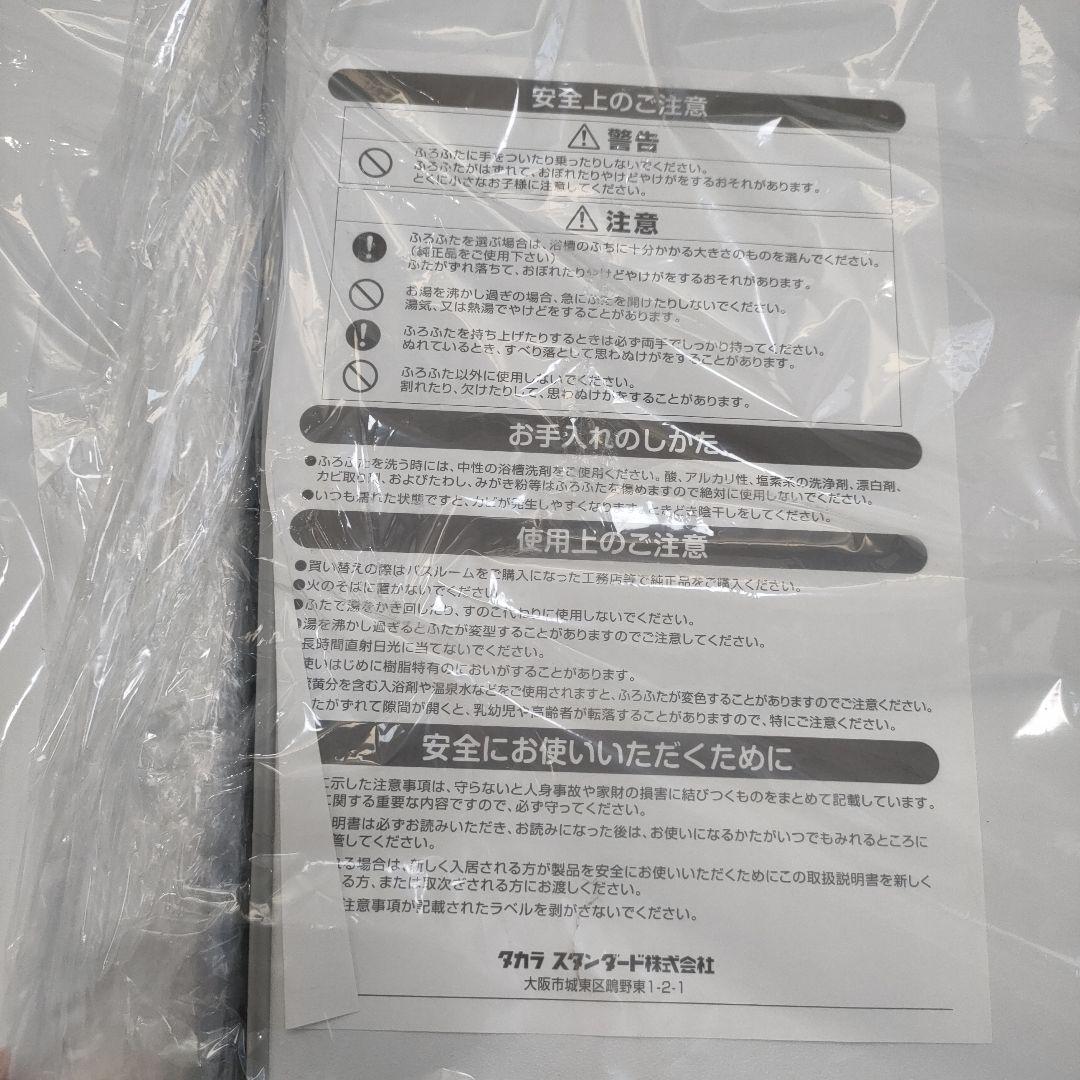 安全上のご注意
警告
ふろふたに手をついたり乗ったりしないでください。
ふろふたがはずれて、おぼれたりやけどやけがをするおそれがあります。
とくに小さなお子様に注意してください。
注意
ふろふたを選ぶ場合は、浴槽のふちに十分かかる大きさのものを選んでください。
(純正品をご使用下さい)
ふたがずれ落ちて、おぼれたりやけどやけがをするおそれがあります。
お湯を沸かし過ぎの場合、急にふたを開けたりしないでください。
湯気、又は熱湯でやけどをすることがあります。
ふろふたを持ち上げたりするときは必ず両手でしっかり持ってください。
ぬれているとき、すべり落として思わぬけがをすることがあります。
ふろふた以外に使用しないでください。
割れたり、欠けたりして、思わぬけがをすることがあります。
お手入れのしかた
●ふろふたを洗う時には、中性の浴槽洗剤をご使用ください。酸、アルカリ性、塩素系の洗浄剤、漂白剤、
カビ取り剤、およびたわし、みがき粉等はふろふたを傷めますので絶対に使用しないでください。
●いつも濡れた状態ですと、カビが発生しやすくなります。ときどき陰干しをしてください。
使用上のご注意
●買い替えの際はバスルームをご購入になった工務店等で純正品をご購入ください。
●火のそばに置かないでください。
●ふたで湯をかき回したり、すのこ代わりに使用しないでください。
●湯を沸かし過ぎるとふたが変型することがありますのでご注意してください。
長時間直射日光に当てないでください。
使いはじめに樹脂特有のにおいがすることがあります。
硫黄分を含む入浴剤や温泉水などをご使用されますと、ふろふたが変色することがありますのでご注意ください。
たがずれて隙間が開くと、乳幼児や高齢者が転落することがありますので、特にご注意ください。
安全にお使いいただくために
に示した注意事項は、守らないと人身事故や家財の損害に結びつくものをまとめて記載しています。
に関する重要な内容ですので、必ず守ってください。
明書は必ずお読みいただき、お読みになった後は、お使いになるかたがいつでもみれるところに
管してください。
れる場合は、新しく入居される方が製品を安全にお使いいただくためにこの取扱説明書を新しく
る方、または取次ぎされる方にお渡しください。
注意事項が記載されたラベルを剥がさないでください。
タカラ スタンダード株式会社
大阪市城東区鴫野東1-2-1